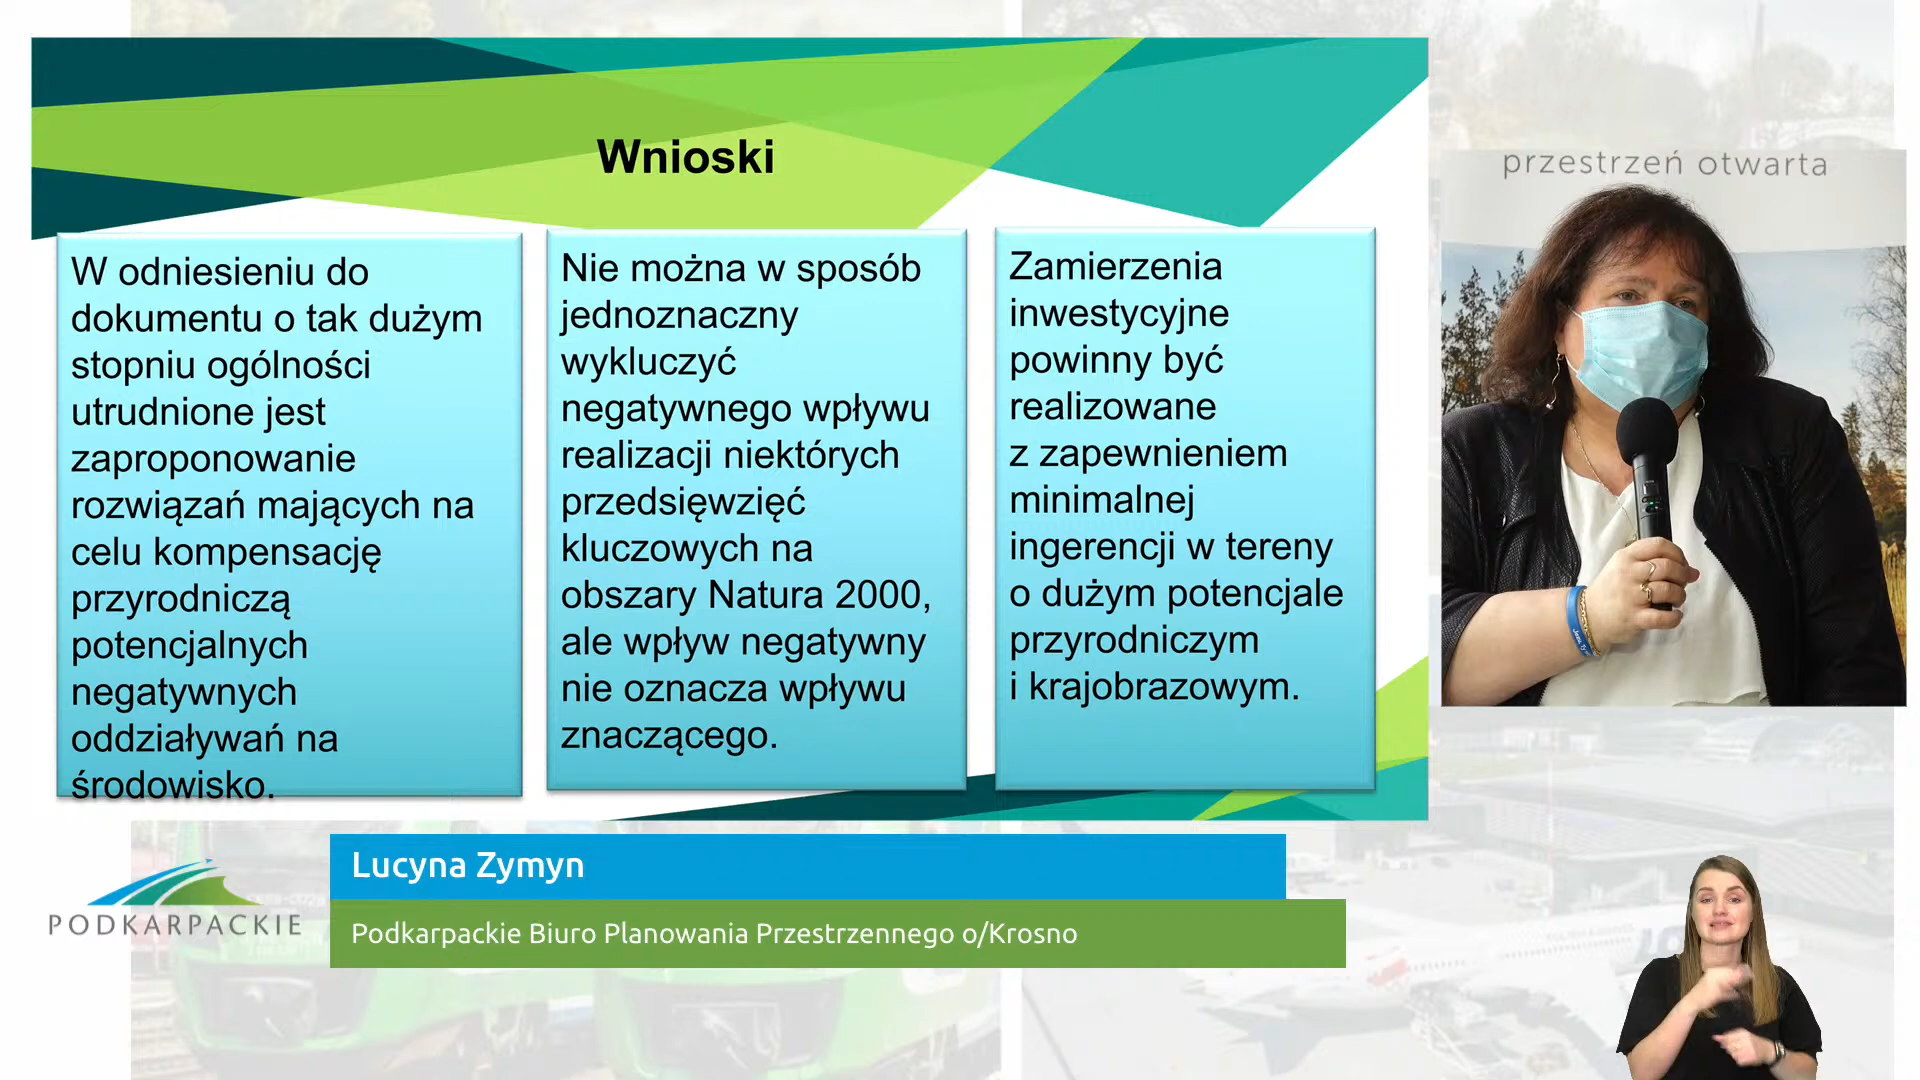 Wnioski
W odniesieniu do
dokumentu o tak dużym
stopniu ogólności
utrudnione jest
zaproponowanie
rozwiązań mających na
celu kompensację
przyrodniczą
potencjalnych
negatywnych
oddziaływań na
środowisko.
Nie można w sposób
jednoznaczny
wykluczyć
negatywnego wpływu
realizacji niektórych
przedsięwzięć
kluczowych na
obszary Natura 2000,
ale wpływ negatywny
nie oznacza wpływu
znaczącego.
Zamierzenia
inwestycyjne
powinny być
realizowane
z zapewnieniem
minimalnej
ingerencji w tereny
o dużym potencjale
przyrodniczym
i krajobrazowym.
przestrzeń otwarta
Lucyna Zymyn
Podkarpackie Biuro Planowania Przestrzennego o/Krosno
PODKARPACKIE